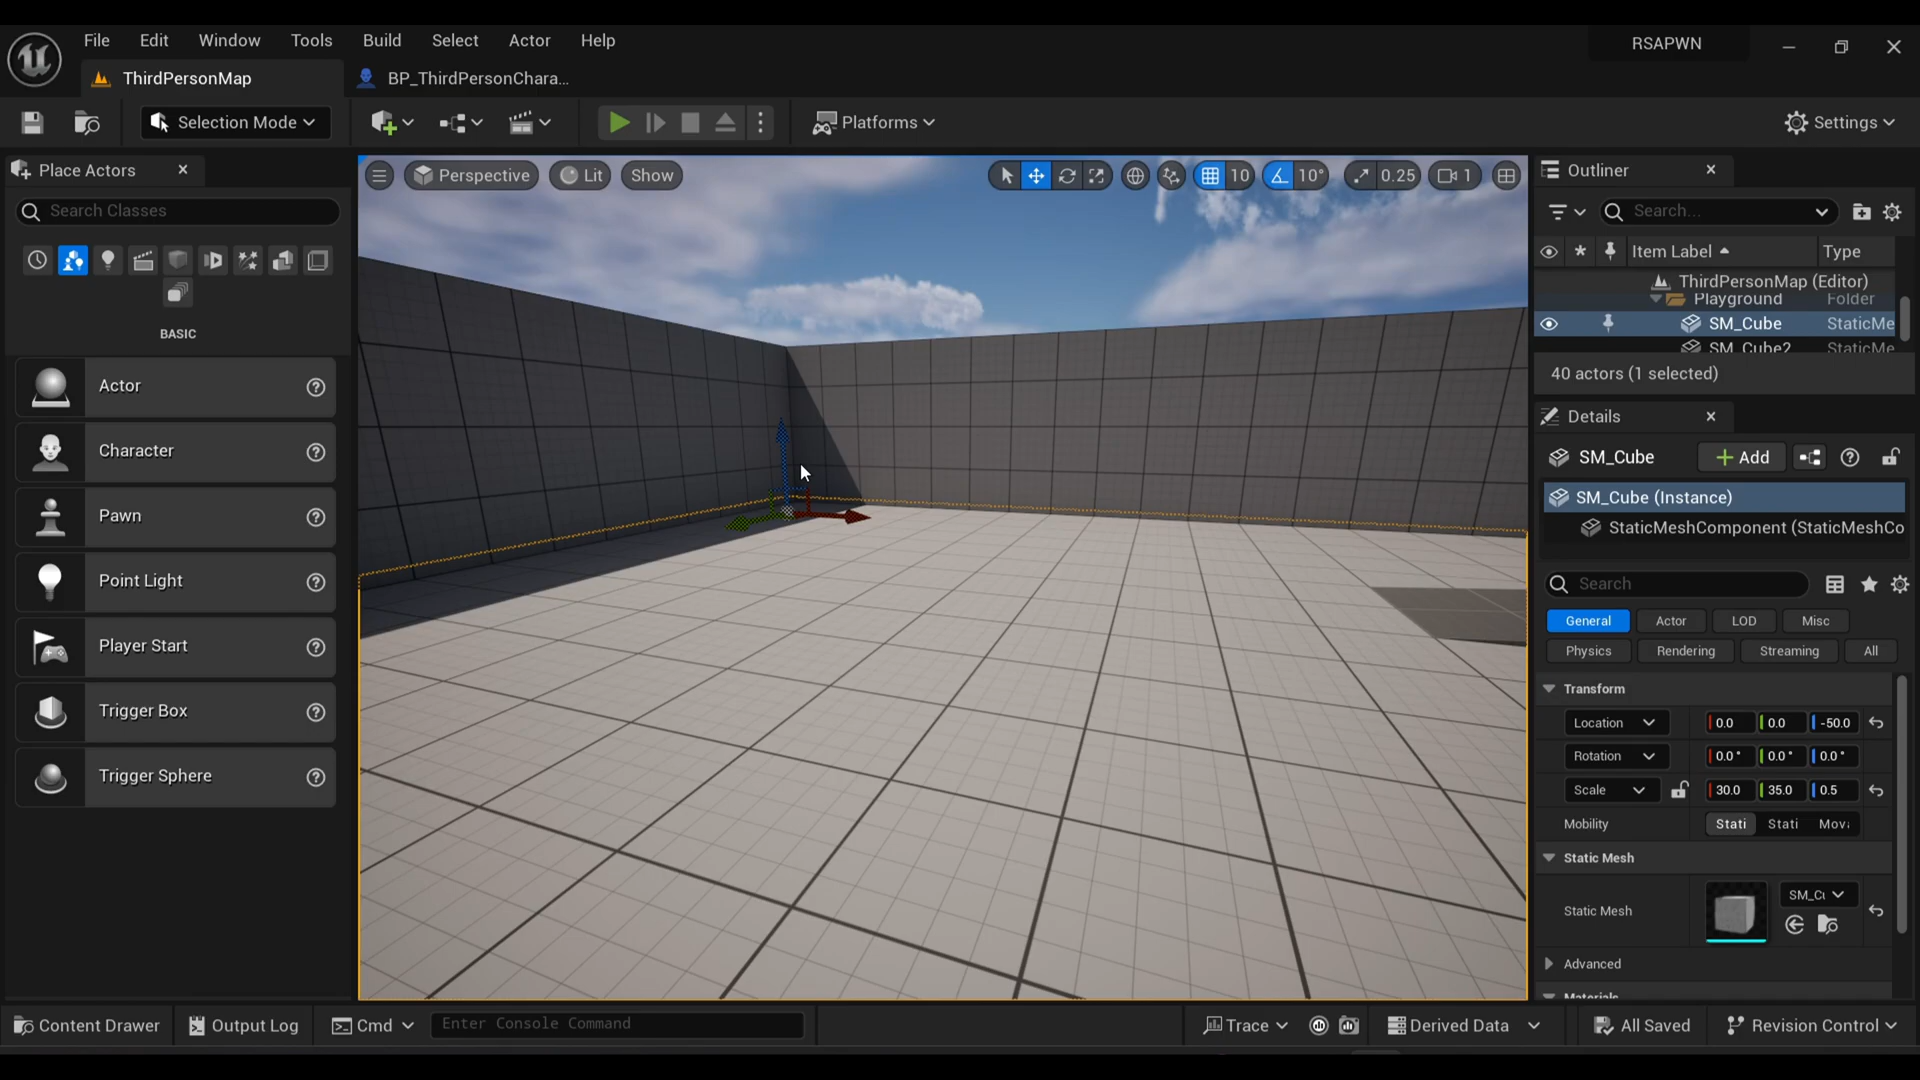 File Edit Window Tools Build Select Actor Help
RSAPWN
ThirdPersonMap
BP_ThirdPersonChara...
Selection Mode
Platforms
Settings
Place Actors
Search Classes
BASIC
Actor
Character
Pawn
Point Light
Player Start
Trigger Box
Trigger Sphere
Perspective Lit Show
10 10° 0.25 1
Outliner
Search...
Item Label Type
ThirdPersonMap (Editor)
Playground Folder
SM_Cube StaticMe
SM_Cube2 StaticMe
40 actors (1 selected)
Details
SM_Cube
+ Add
SM_Cube (Instance)
StaticMeshComponent (StaticMeshCo
Search
General Actor LOD Misc
Physics Rendering Streaming All
Transform
Location 0.0 0.0 -50.0
Rotation 0.0° 0.0° 0.0°
Scale 30.0 35.0 0.5
Mobility Stati Stati Mov
Static Mesh
Static Mesh SM_Cu
Advanced
Materials
Content Drawer Output Log Cmd Enter Console Command
Trace Derived Data All Saved Revision Control